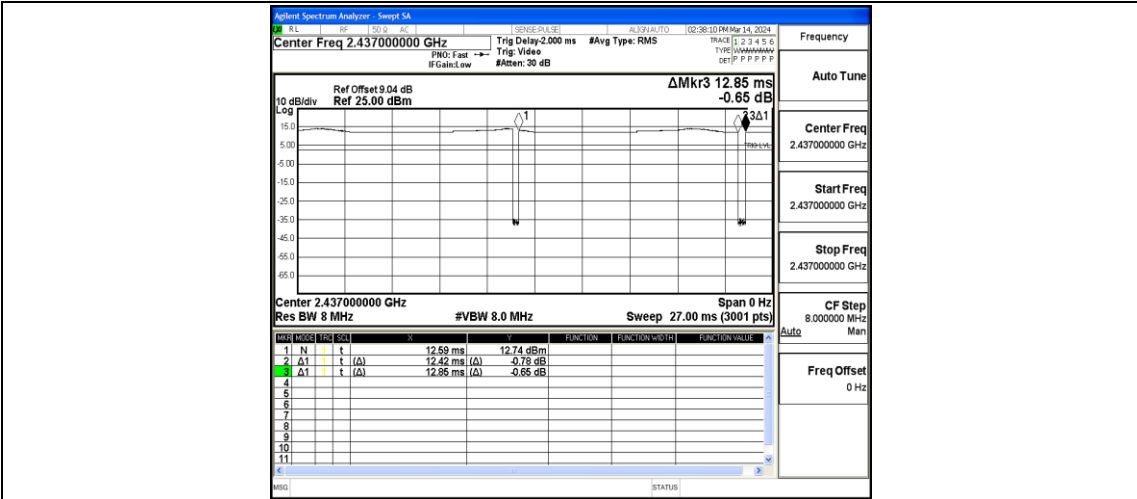 Agilent Spectrum Analyzer - Swept SA
RL RF 50 Ω AC SENSE:PULSE ALIGN AUTO 02:38:10 PM Mar 14, 2024
Center Freq 2.437000000 GHz Trig Delay-2.000 ms #Avg Type: RMS TRACE 1 2 3 4 5 6
PNO: Fast Trig: Video TYPE
IFGain:Low #Atten: 30 dB DET P P P P P P
Frequency
Auto Tune
Center Freq
2.437000000 GHz
Start Freq
2.437000000 GHz
Stop Freq
2.437000000 GHz
CF Step
8.000000 MHz
Auto Man
Freq Offset
0 Hz
ΔMkr3 12.85 ms
-0.65 dB
Ref Offset 9.04 dB
10 dB/div Ref 25.00 dBm
Log
1 3Δ1
15.0
5.00 TRIG LVL
-5.00
-15.0
-25.0
-35.0
-45.0
-55.0
-65.0
Center 2.437000000 GHz Span 0 Hz
Res BW 8 MHz #VBW 8.0 MHz Sweep 27.00 ms (3001 pts)
MKR MODE TRC SCL X Y FUNCTION FUNCTION WIDTH FUNCTION VALUE
1 N 1 t 12.59 ms 12.74 dBm
2 Δ1 1 t (Δ) 12.42 ms (Δ) -0.78 dB
3 Δ1 1 t (Δ) 12.85 ms (Δ) -0.65 dB
4
5
6
7
8
9
10
11
MSG STATUS